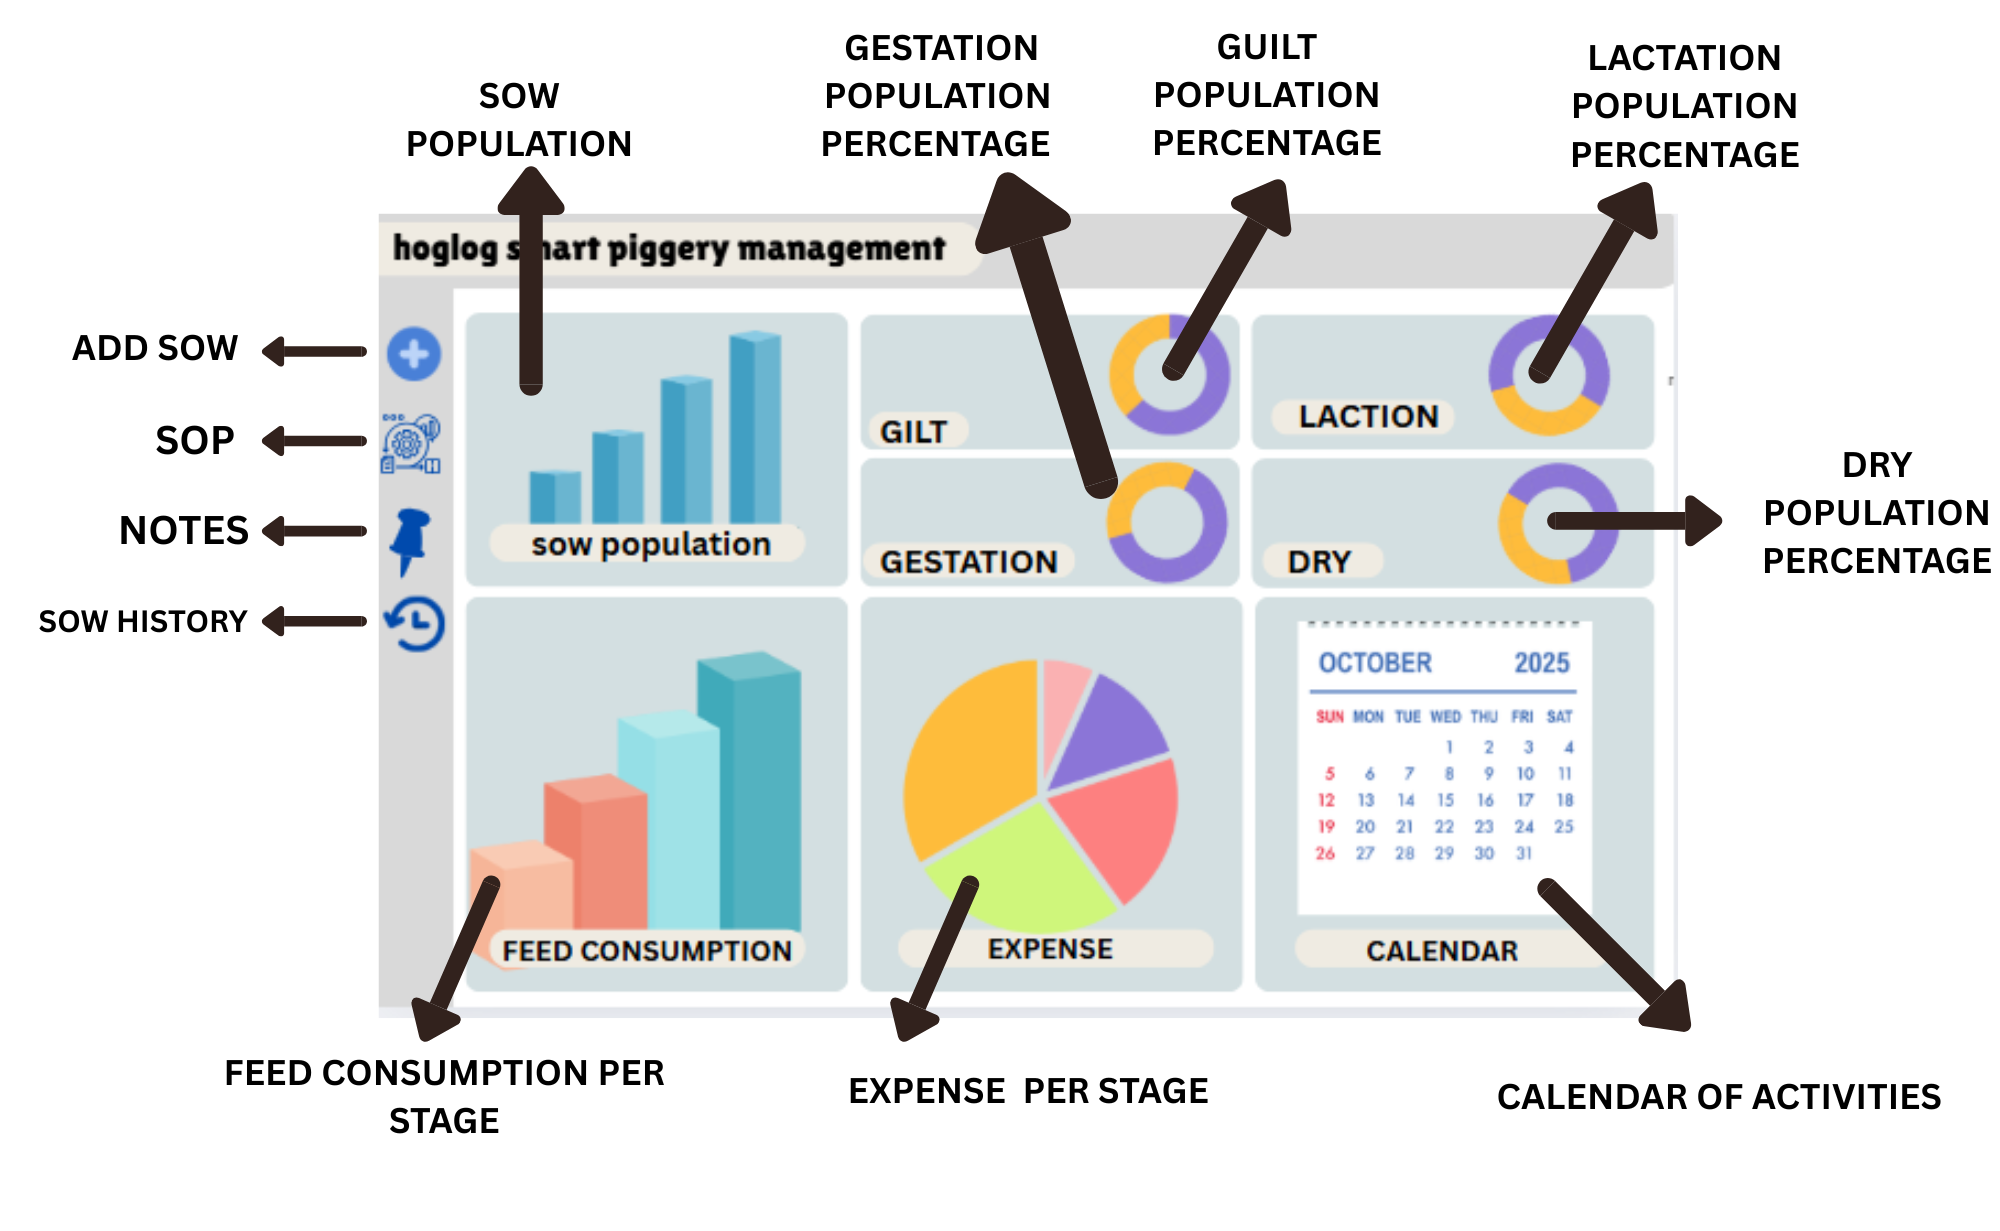 GESTATION
POPULATION
PERCENTAGE
GUILT
POPULATION
PERCENTAGE
LACTATION
POPULATION
PERCENTAGE
SOW
POPULATION
hoglog smart piggery management
ADD SOW
SOP
NOTES
SOW HISTORY
sow population
GILT
LACTION
GESTATION
DRY
DRY
POPULATION
PERCENTAGE
FEED CONSUMPTION
EXPENSE
OCTOBER 2025
SUN MON TUE WED THU FRI SAT
1 2 3 4
5 6 7 8 9 10 11
12 13 14 15 16 17 18
19 20 21 22 23 24 25
26 27 28 29 30 31
CALENDAR
FEED CONSUMPTION PER
STAGE
EXPENSE PER STAGE
CALENDAR OF ACTIVITIES